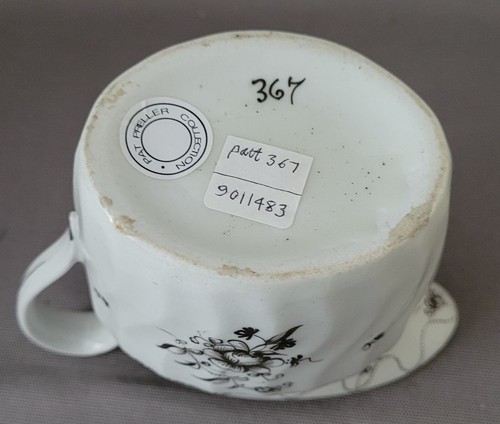 367
PAT PRELLER COLLECTION
patt 367
9011483